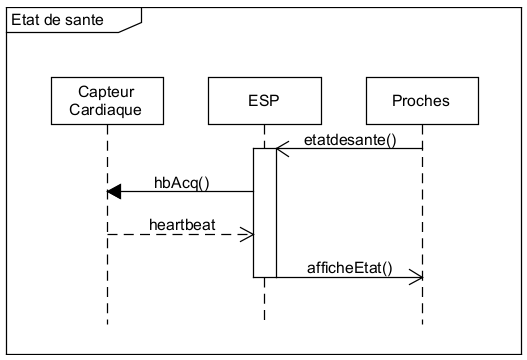 Etat de sante
Capteur
Cardiaque
ESP
Proches
etatdesante()
hbAcq()
heartbeat
afficheEtat()